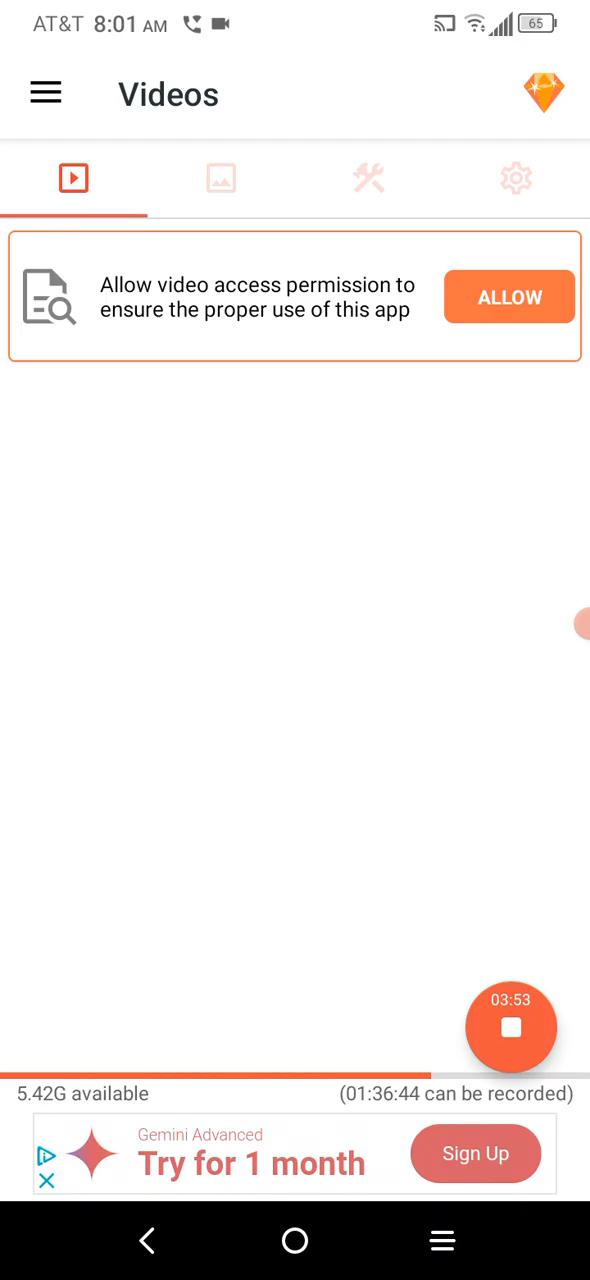 AT&T 8:01 AM
65
Videos
Allow video access permission to
ensure the proper use of this app
ALLOW
03:53
5.42G available
(01:36:44 can be recorded)
Gemini Advanced
Try for 1 month
Sign Up